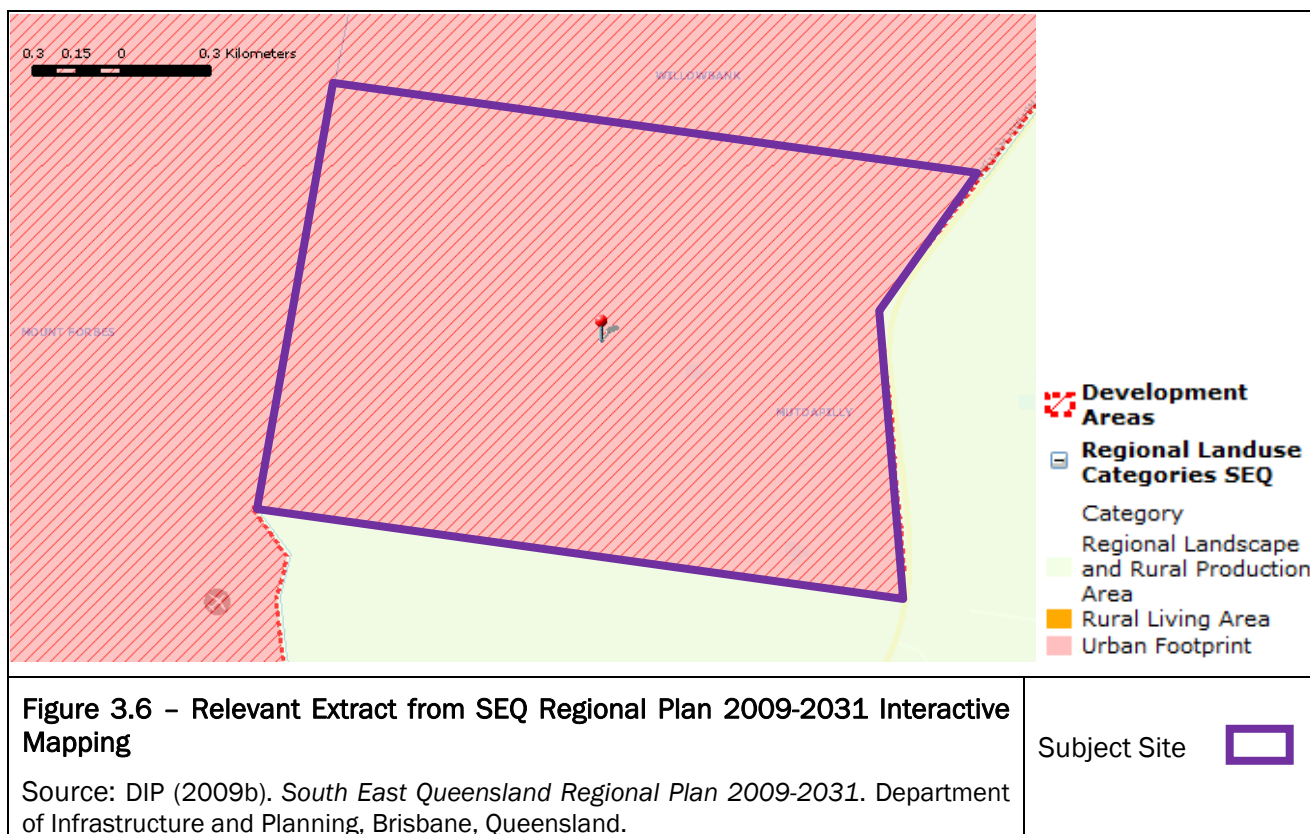 0.3 0.15 0 0.3 Kilometers
WILLOWBANK
MOUNT FORBES
MUTDAPILLY
Development
Areas
Regional Landuse
Categories SEQ
Category
Regional Landscape
and Rural Production
Area
Rural Living Area
Urban Footprint
Figure 3.6 – Relevant Extract from SEQ Regional Plan 2009-2031 Interactive
Mapping
Source: DIP (2009b). South East Queensland Regional Plan 2009-2031. Department
of Infrastructure and Planning, Brisbane, Queensland.
Subject Site